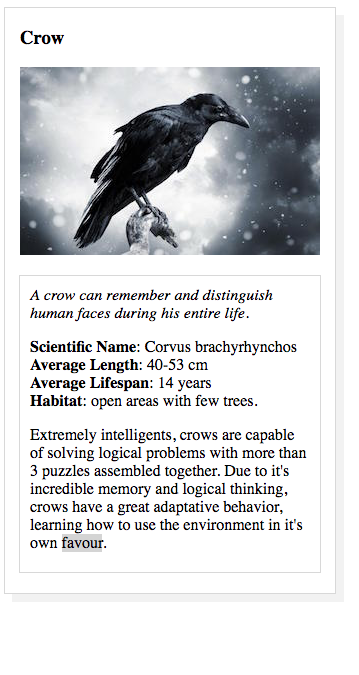 Crow
A crow can remember and distinguish
human faces during his entire life.
Scientific Name: Corvus brachyrhynchos
Average Length: 40-53 cm
Average Lifespan: 14 years
Habitat: open areas with few trees.
Extremely intelligents, crows are capable
of solving logical problems with more than
3 puzzles assembled together. Due to it's
incredible memory and logical thinking,
crows have a great adaptative behavior,
learning how to use the environment in it's
own favour.